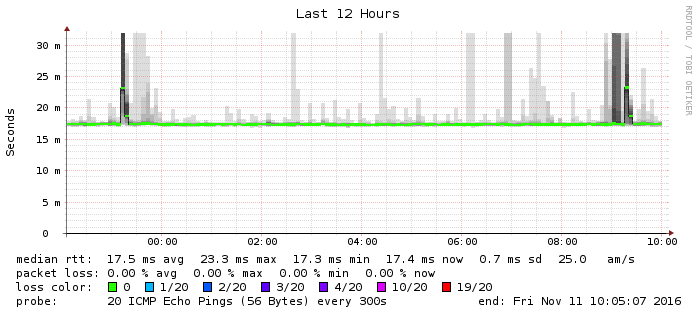 Last 12 Hours
RRDTOOL / TOBI OETIKER
Seconds
30 m
25 m
20 m
15 m
10 m
5 m
0
00:00 02:00 04:00 06:00 08:00 10:00
median rtt: 17.5 ms avg 23.3 ms max 17.3 ms min 17.4 ms now 0.7 ms sd 25.0 am/s
packet loss: 0.00 % avg 0.00 % max 0.00 % min 0.00 % now
loss color: 0 1/20 2/20 3/20 4/20 10/20 19/20
probe: 20 ICMP Echo Pings (56 Bytes) every 300s end: Fri Nov 11 10:05:07 2016